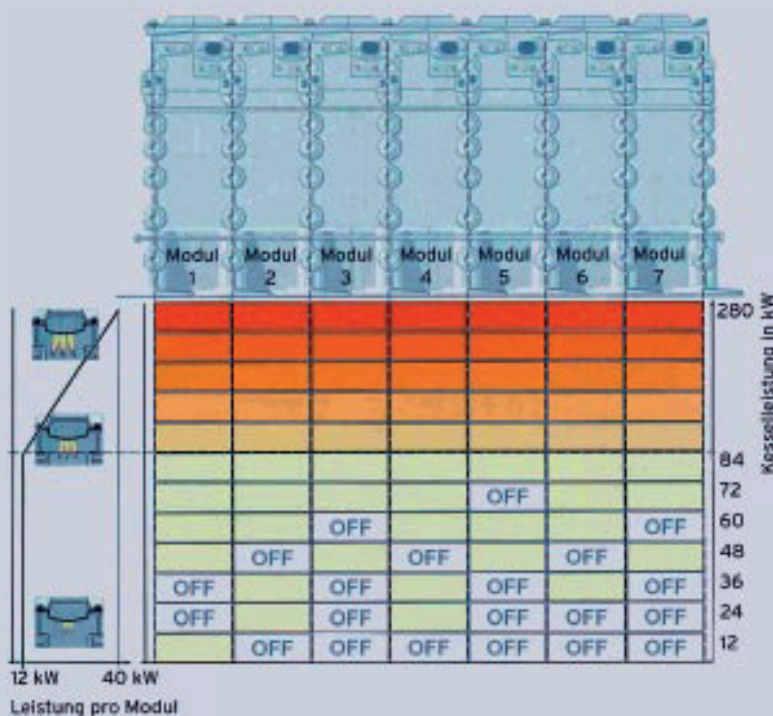 Modul Modul Modul Modul Modul Modul Modul
1 2 3 4 5 6 7
280
84
72
OFF
60
OFF OFF
48
OFF OFF OFF
36
OFF OFF OFF OFF
24
OFF OFF OFF OFF OFF
12
OFF OFF OFF OFF OFF OFF
Kesselleistung in kW
12 kW 40 kW
Leistung pro Modul